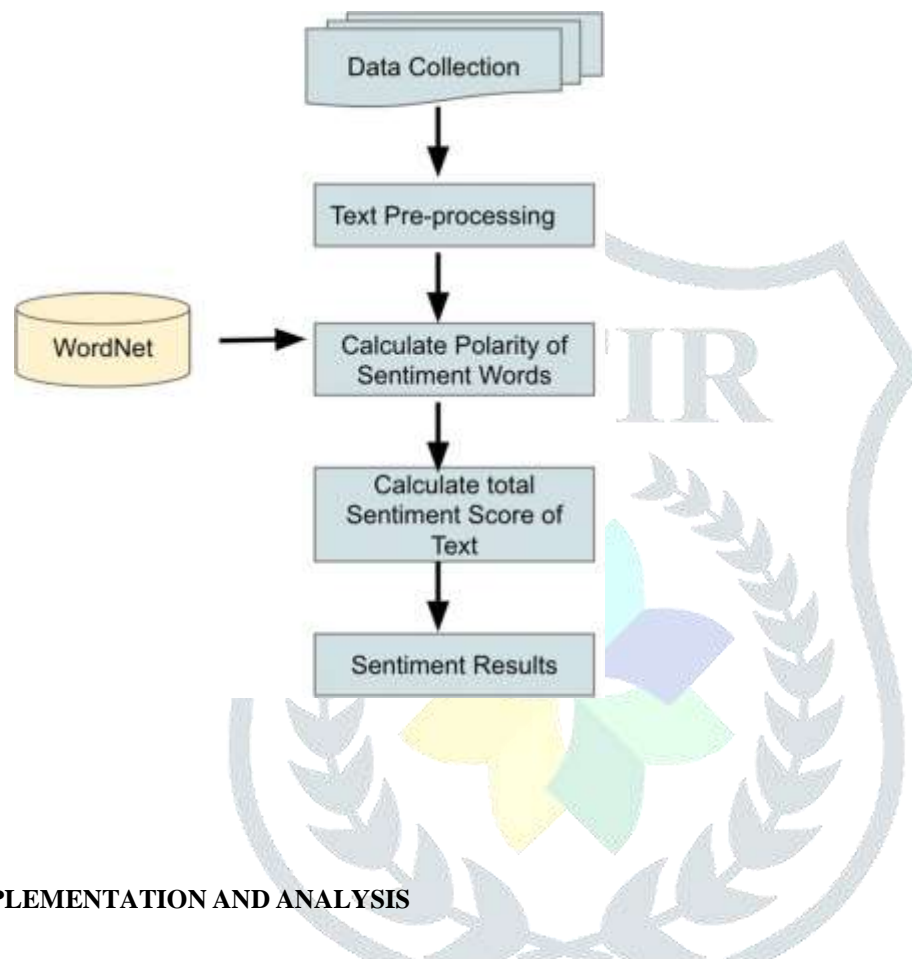 Data Collection
Text Pre-processing
WordNet
Calculate Polarity of
Sentiment Words
Calculate total
Sentiment Score of
Text
Sentiment Results
IR
PLEMENTATION AND ANALYSIS